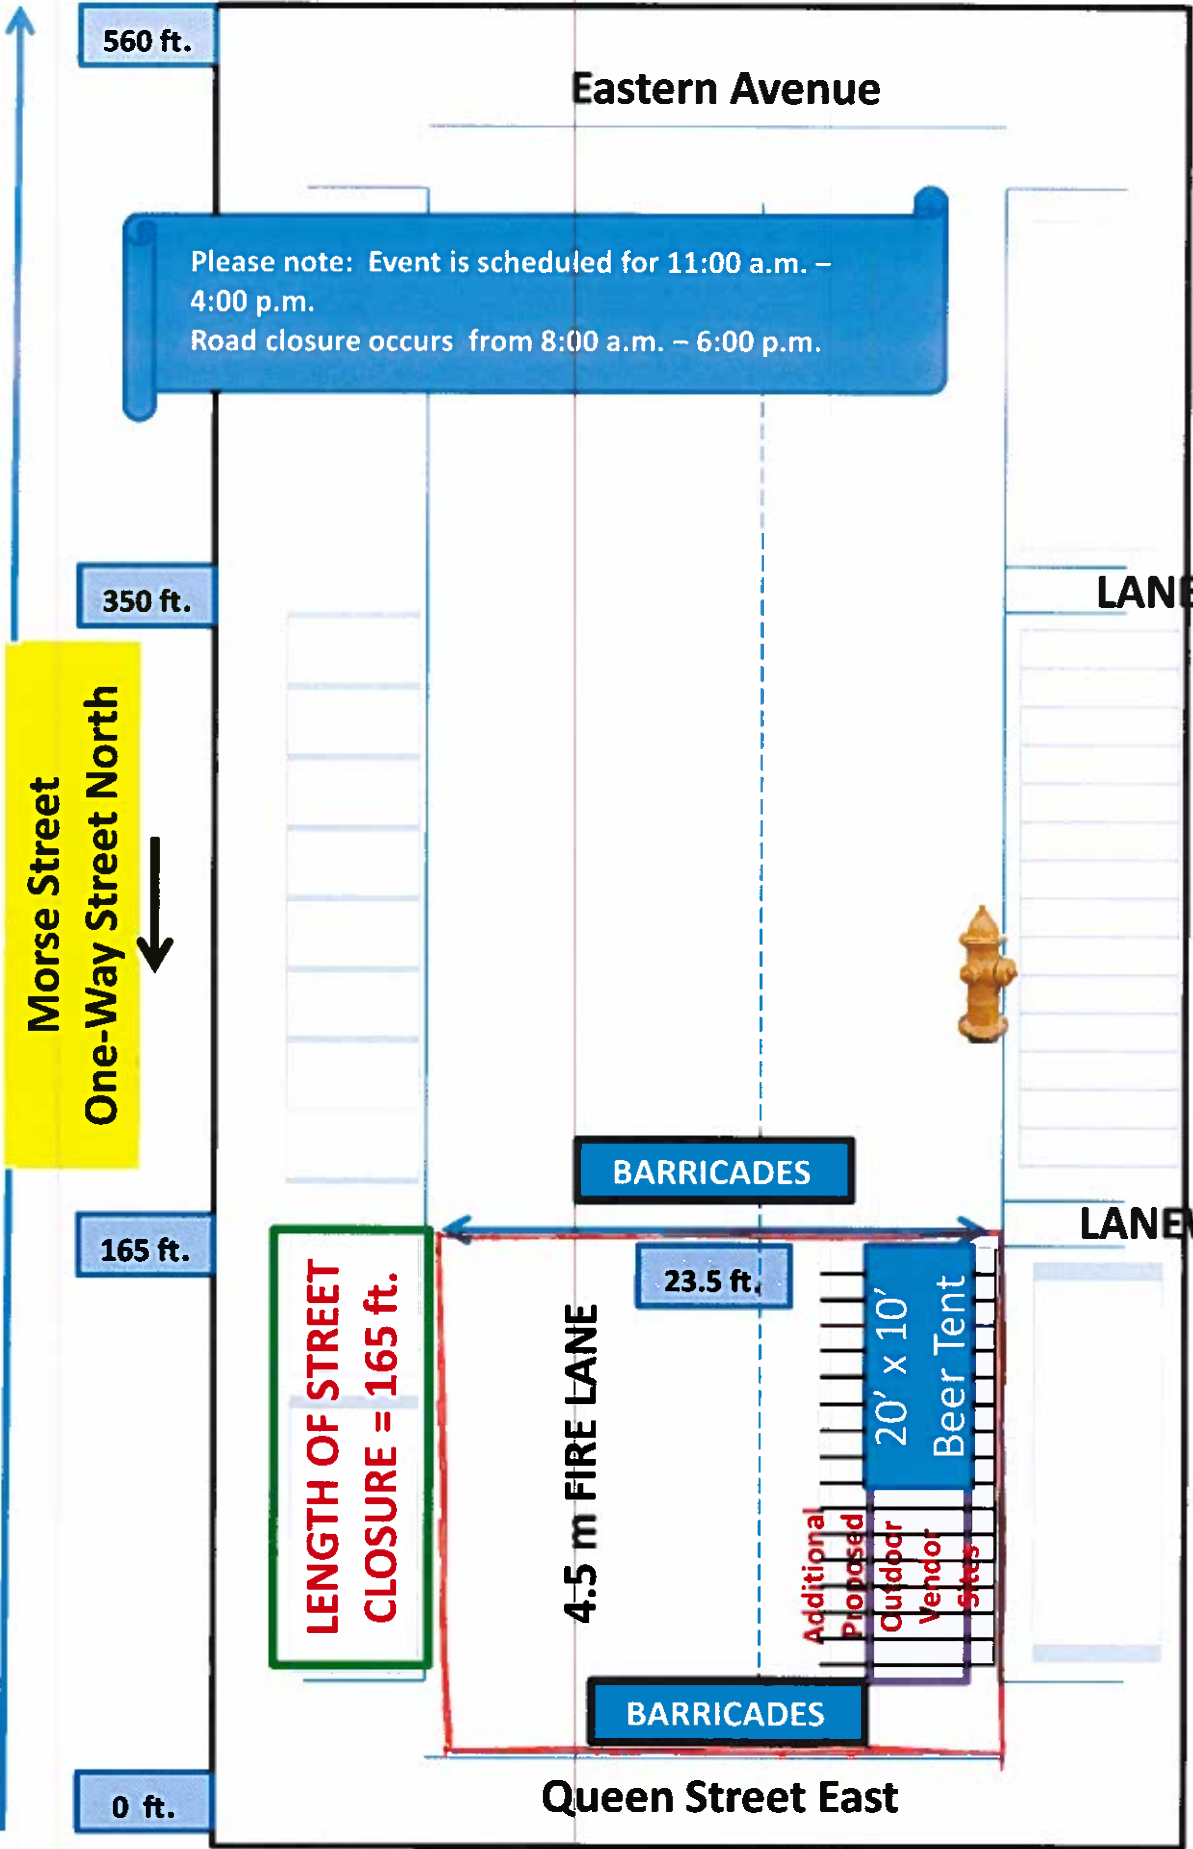 560 ft.
Eastern Avenue
Please note:  Event is scheduled for 11:00 a.m. –
4:00 p.m.
Road closure occurs  from 8:00 a.m. – 6:00 p.m.
350 ft.
LANE
Morse Street
One-Way Street North
BARRICADES
165 ft.
LANEW
23.5 ft.
LENGTH OF STREET
CLOSURE = 165 ft.
4.5 m FIRE LANE
20' x 10'
Beer Tent
Additional
Proposed
Outdoor
Vendor
Sites
BARRICADES
Queen Street East
0 ft.